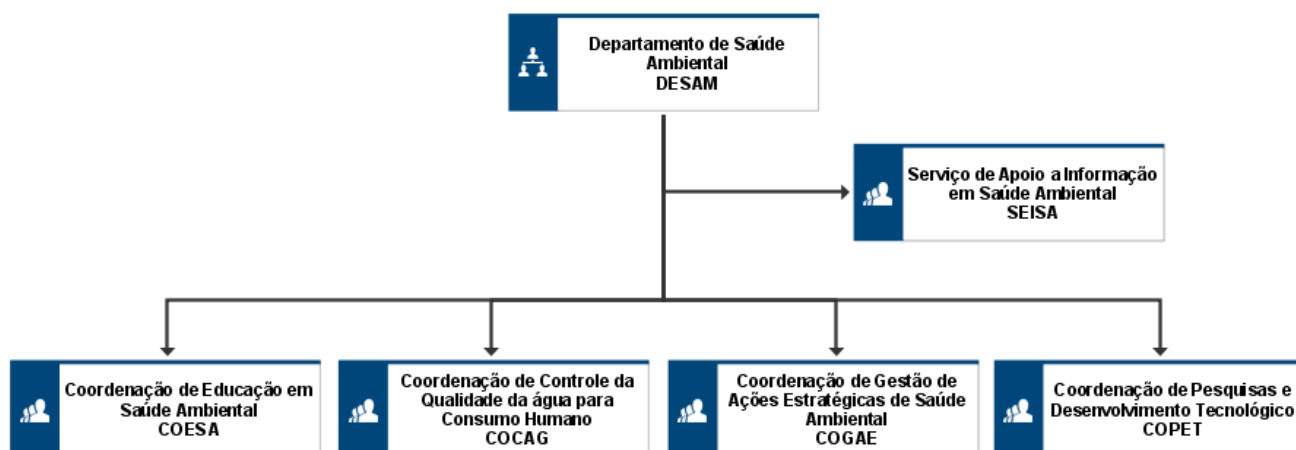 Departamento de Saúde
Ambiental
DESAM
Serviço de Apoio a Informação
em Saúde Ambiental
SEISA
Coordenação de Educação em
Saúde Ambiental
COESA
Coordenação de Controle da
Qualidade da água para
Consumo Humano
COCAG
Coordenação de Gestão de
Ações Estratégicas de Saúde
Ambiental
COGAE
Coordenação de Pesquisas e
Desenvolvimento Tecnológico
COPET